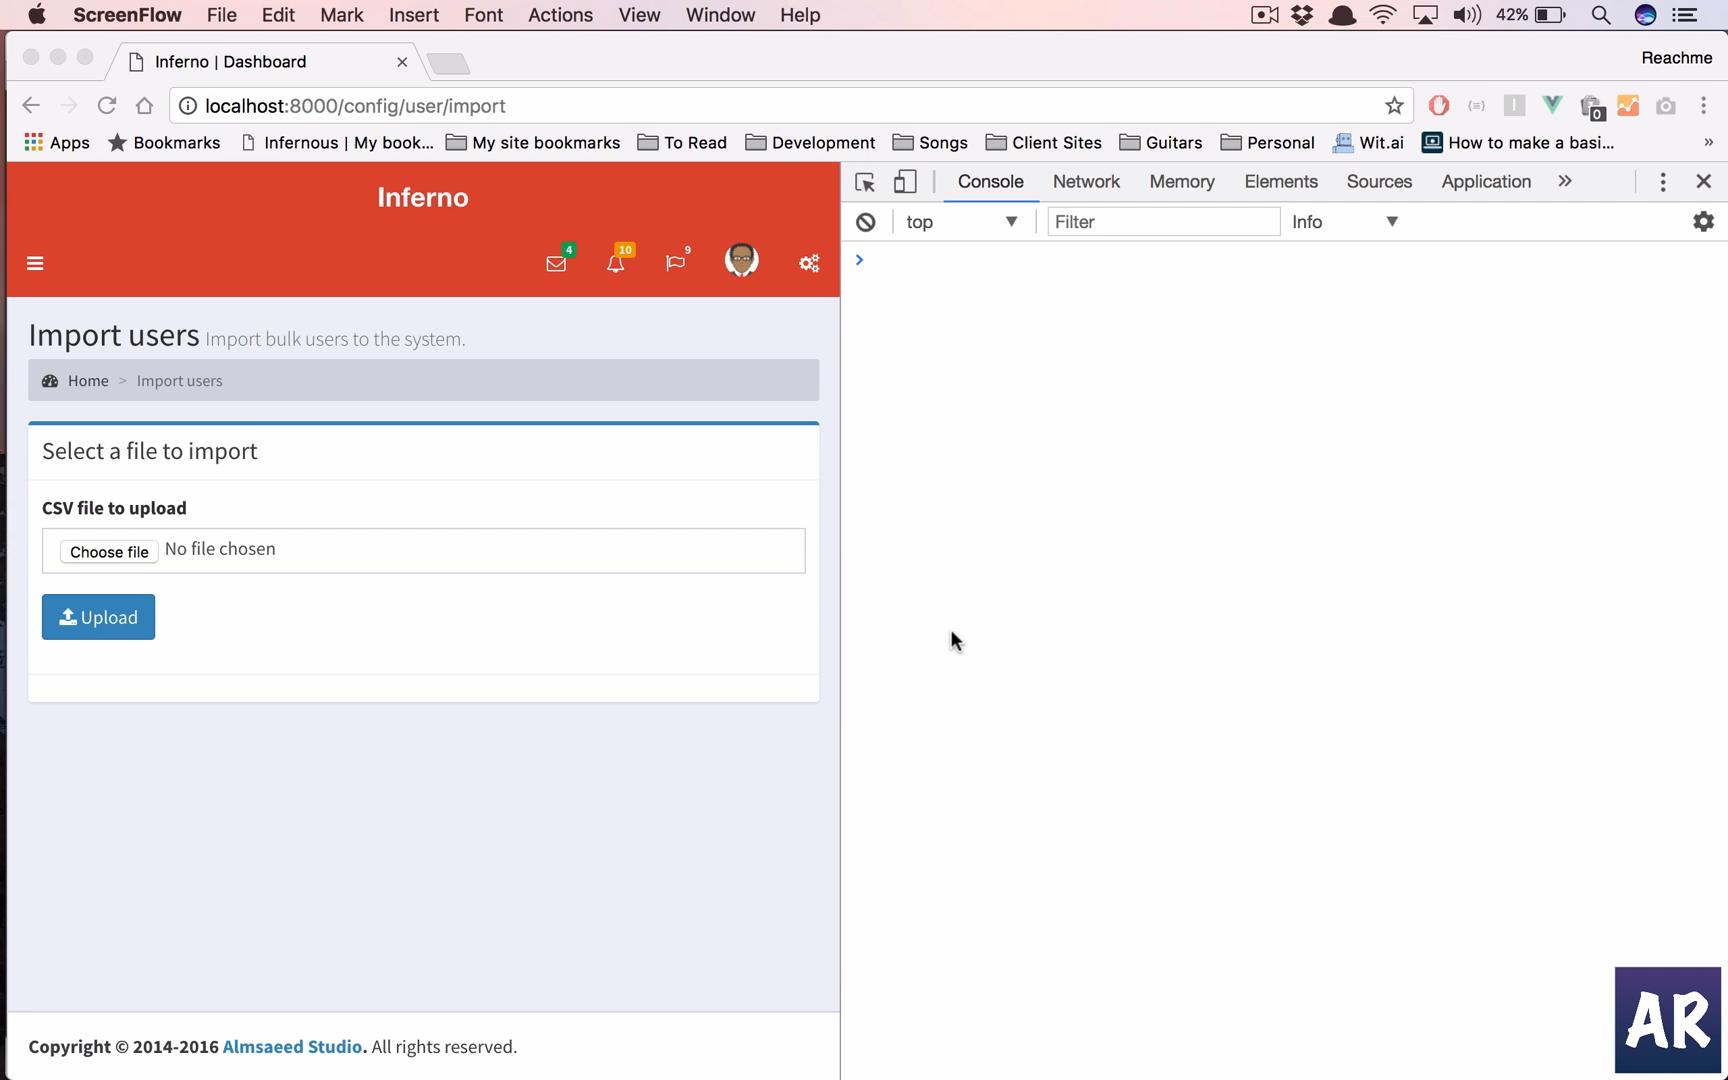 ScreenFlow File Edit Mark Insert Font Actions View Window Help 42%
Inferno | Dashboard Reachme
localhost:8000/config/user/import 0
Apps Bookmarks Infernous | My book... My site bookmarks To Read Development Songs Client Sites Guitars Personal Wit.ai How to make a basi... »
Inferno
4 10 9
Import users Import bulk users to the system.
Home > Import users
Select a file to import
CSV file to upload
Choose file No file chosen
Upload
Copyright © 2014-2016 Almsaeed Studio. All rights reserved.
Console Network Memory Elements Sources Application »
top Filter Info
>
AR